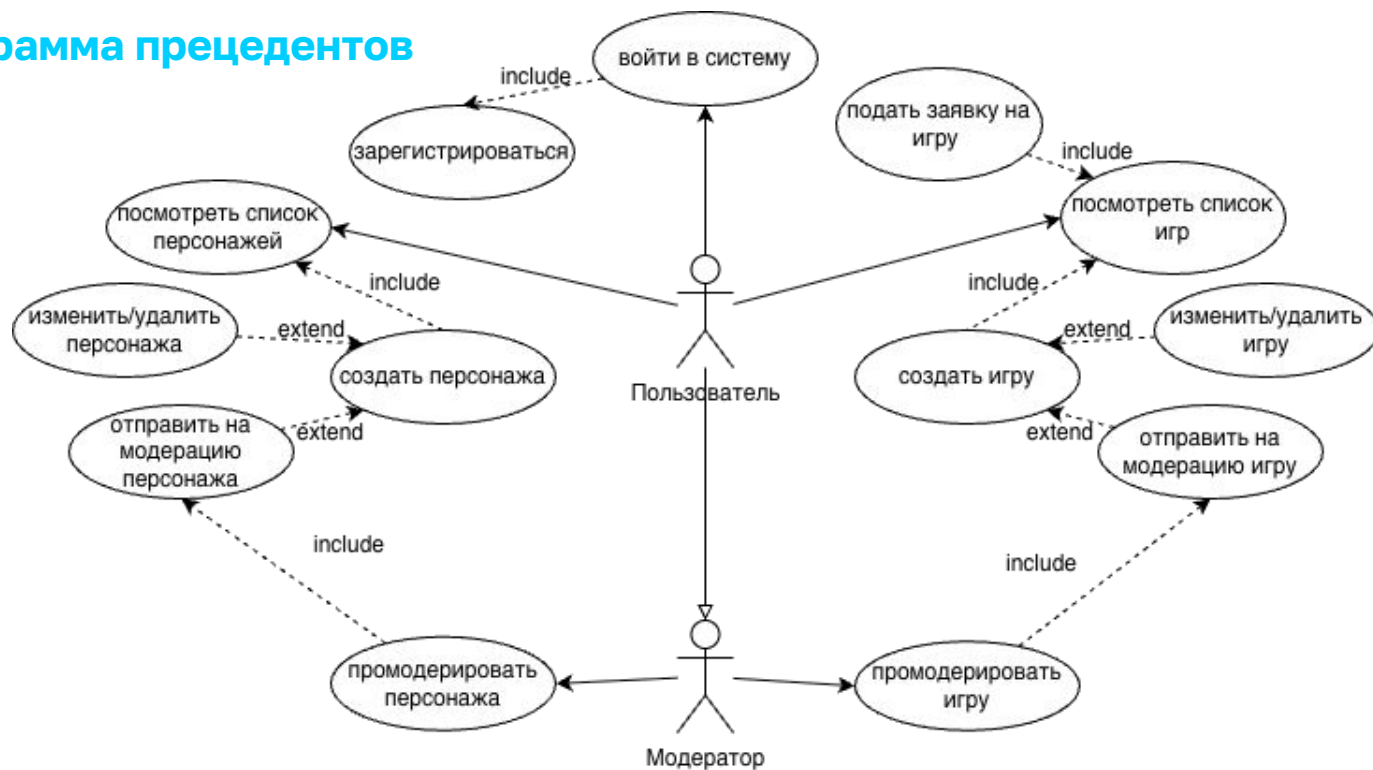 рамма прецедентов
войти в систему
include
зарегистрироваться
подать заявку на
игру
include
посмотреть список
персонажей
посмотреть список
игр
include
include
изменить/удалить
персонажа
extend
создать персонажа
Пользователь
создать игру
extend
изменить/удалить
игру
отправить на
модерацию
персонажа
extend
extend
отправить на
модерацию игру
include
include
промодерировать
персонажа
промодерировать
игру
Модератор